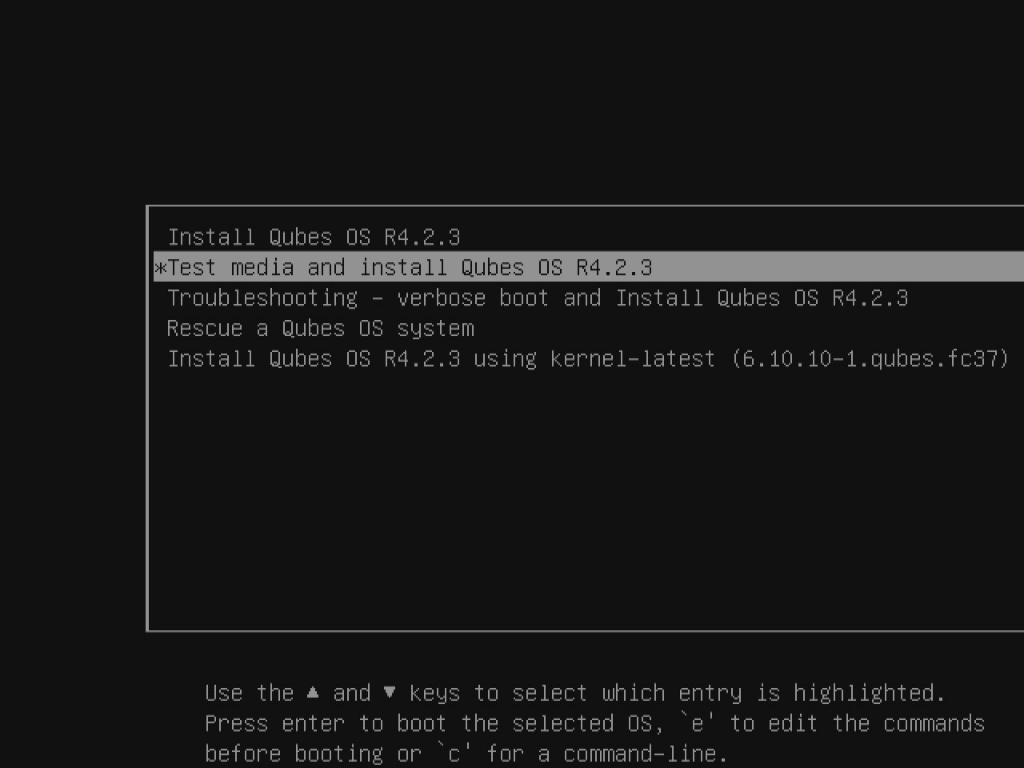 Install Qubes OS R4.2.3
*Test media and install Qubes OS R4.2.3
Troubleshooting - verbose boot and Install Qubes OS R4.2.3
Rescue a Qubes OS system
Install Qubes OS R4.2.3 using kernel-latest (6.10.10-1.qubes.fc37)
Use the ▲ and ▼ keys to select which entry is highlighted.
Press enter to boot the selected OS, `e' to edit the commands
before booting or `c' for a command-line.